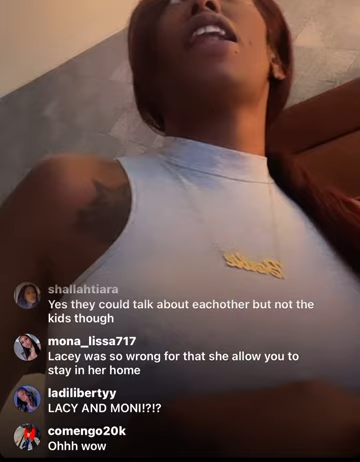 shallahtiara
Yes they could talk about eachother but not the
kids though
mona_lissa717
Lacey was so wrong for that she allow you to
stay in her home
ladilibertyy
LACY AND MONI!?!?
comengo20k
Ohhh wow